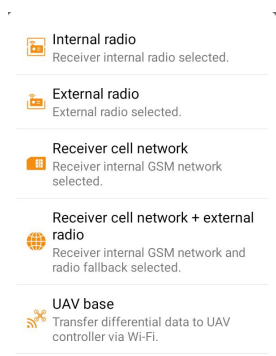 Internal radio
Receiver internal radio selected.
External radio
External radio selected.
Receiver cell network
Receiver internal GSM network
selected.
Receiver cell network + external
radio
Receiver internal GSM network and
radio fallback selected.
UAV base
Transfer differential data to UAV
controller via Wi-Fi.